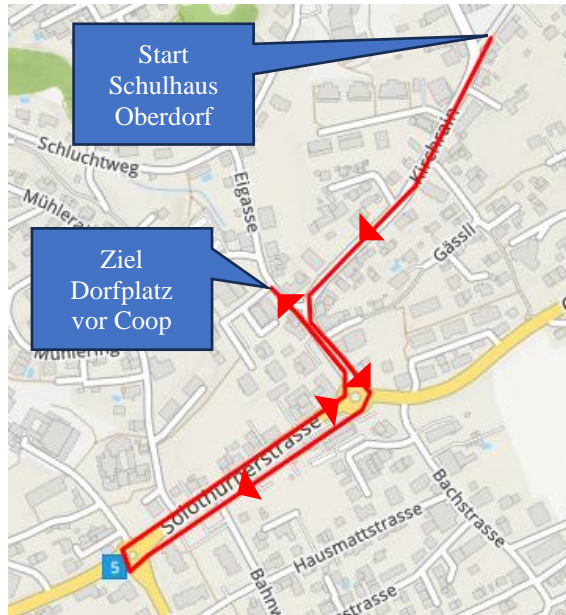 Start
Schulhaus
Oberdorf
Schluchtweg
Eigasse
Kirchrain
Gässli
Ziel
Dorfplatz
vor Coop
Mühlering
Solothurnerstrasse
Bachstrasse
Hausmattstrasse
5